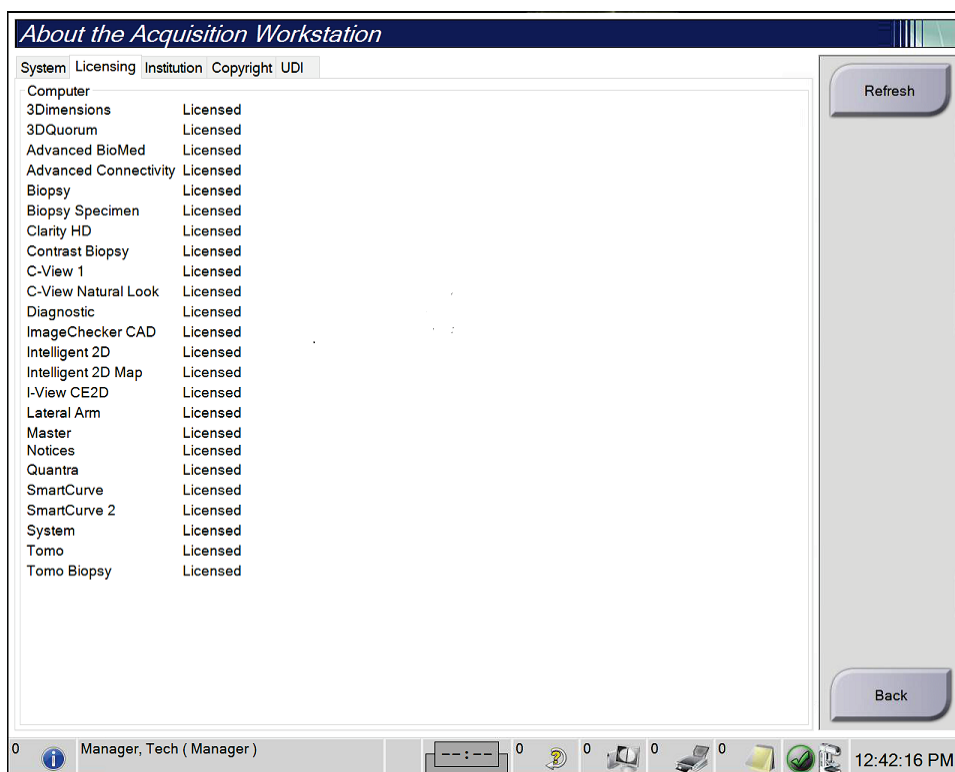 About the Acquisition Workstation
System Licensing Institution Copyright UDI
Refresh
Computer
3Dimensions Licensed
3DQuorum Licensed
Advanced BioMed Licensed
Advanced Connectivity Licensed
Biopsy Licensed
Biopsy Specimen Licensed
Clarity HD Licensed
Contrast Biopsy Licensed
C-View 1 Licensed
C-View Natural Look Licensed
Diagnostic Licensed
ImageChecker CAD Licensed
Intelligent 2D Licensed
Intelligent 2D Map Licensed
I-View CE2D Licensed
Lateral Arm Licensed
Master Licensed
Notices Licensed
Quantra Licensed
SmartCurve Licensed
SmartCurve 2 Licensed
System Licensed
Tomo Licensed
Tomo Biopsy Licensed
Back
0 Manager, Tech ( Manager ) --:-- 0 0 0 0 12:42:16 PM